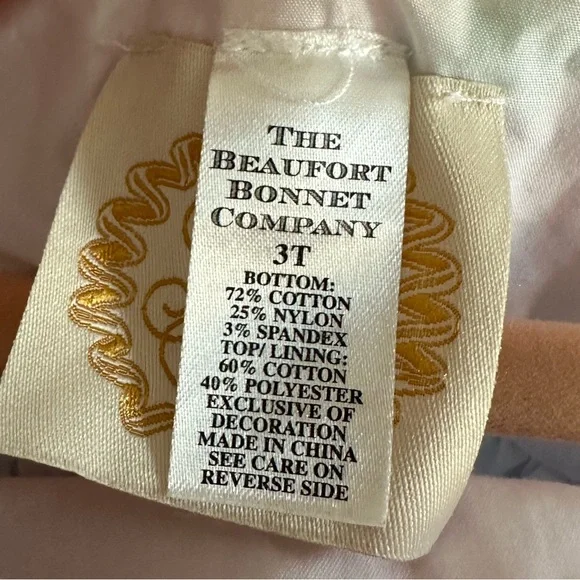 THE
BEAUFORT
BONNET
COMPANY
3T
BOTTOM:
72% COTTON
25% NYLON
3% SPANDEX
TOP/ LINING:
60% COTTON
40% POLYESTER
EXCLUSIVE OF
DECORATION
MADE IN CHINA
SEE CARE ON
REVERSE SIDE